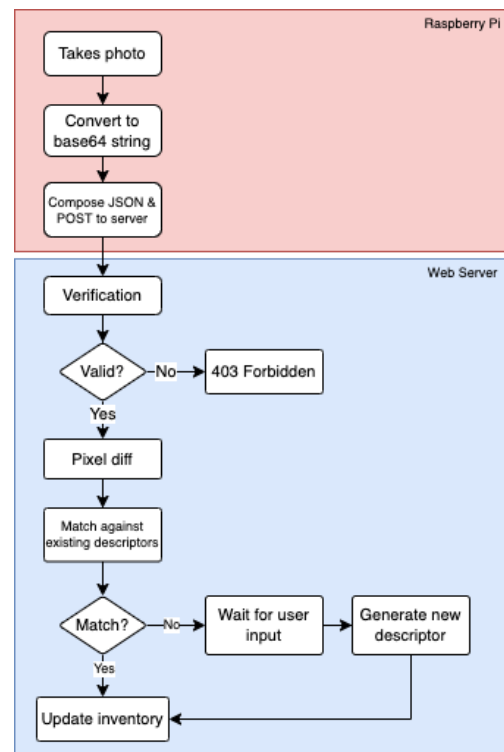 Raspberry Pi
Takes photo
Convert to
base64 string
Compose JSON &
POST to server
Web Server
Verification
Valid?
No
403 Forbidden
Yes
Pixel diff
Match against
existing descriptors
Match?
No
Wait for user
input
Generate new
descriptor
Yes
Update inventory